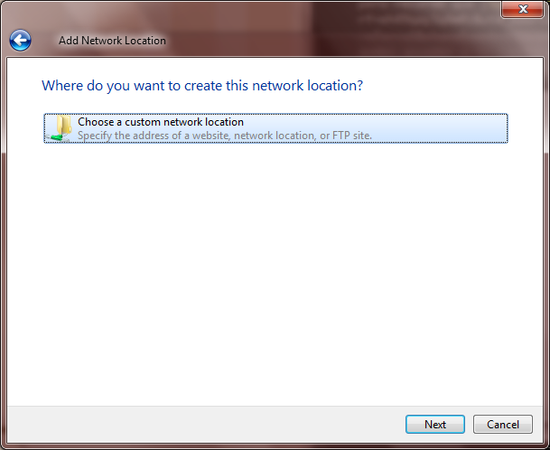 Add Network Location
Where do you want to create this network location?
Choose a custom network location
Specify the address of a website, network location, or FTP site.
Next
Cancel